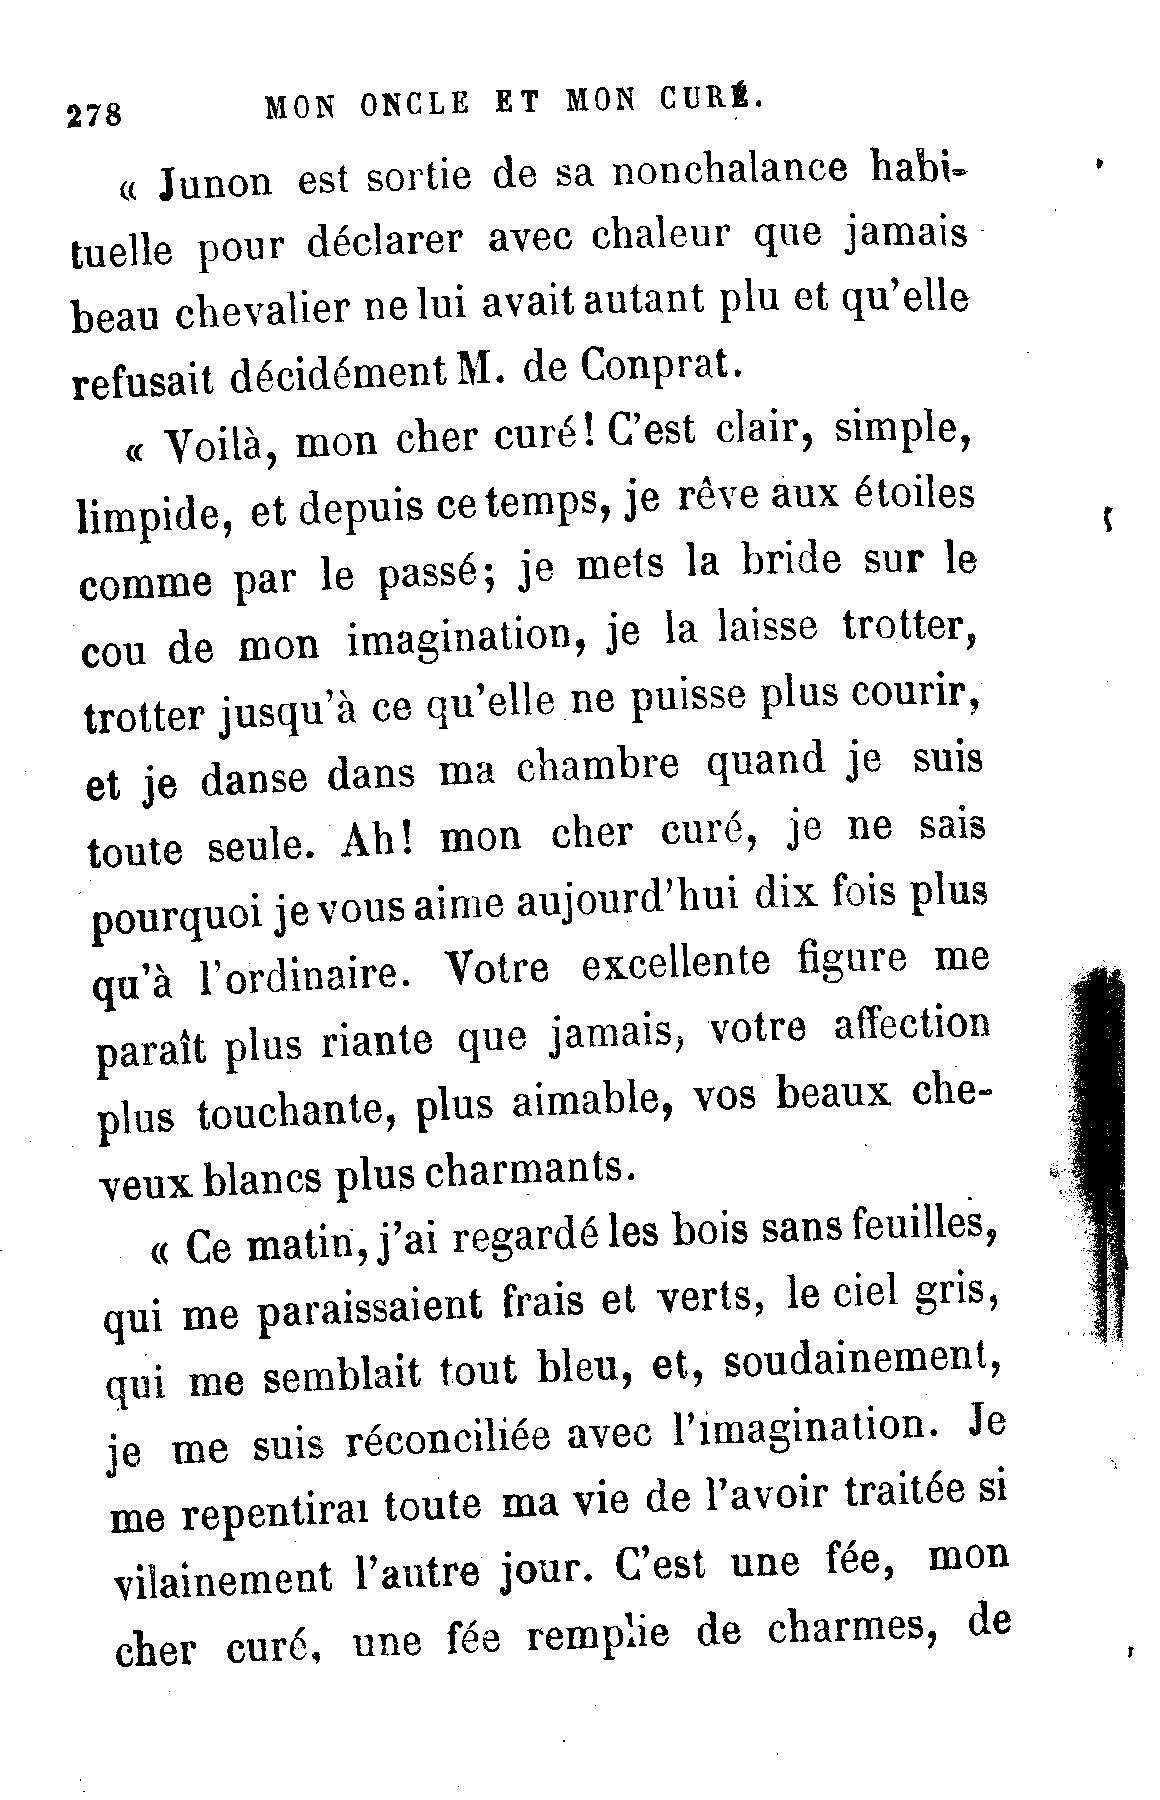 278 MON ONCLE ET MON CURÉ.
« Junon est sortie de sa nonchalance habi-
tuelle pour déclarer avec chaleur que jamais
beau chevalier ne lui avait autant plu et qu'elle
refusait décidément M. de Conprat.
« Voilà, mon cher curé! C'est clair, simple,
limpide, et depuis ce temps, je rêve aux étoiles
comme par le passé; je mets la bride sur le
cou de mon imagination, je la laisse trotter,
trotter jusqu'à ce qu'elle ne puisse plus courir,
et je danse dans ma chambre quand je suis
toute seule. Ah! mon cher curé, je ne sais
pourquoi je vous aime aujourd'hui dix fois plus
qu'à l'ordinaire. Votre excellente figure me
paraît plus riante que jamais, votre affection
plus touchante, plus aimable, vos beaux che-
veux blancs plus charmants.
« Ce matin, j'ai regardé les bois sans feuilles,
qui me paraissaient frais et verts, le ciel gris,
qui me semblait tout bleu, et, soudainement,
je me suis réconciliée avec l'imagination. Je
me repentirai toute ma vie de l'avoir traitée si
vilainement l'autre jour. C'est une fée, mon
cher curé, une fée remplie de charmes, de